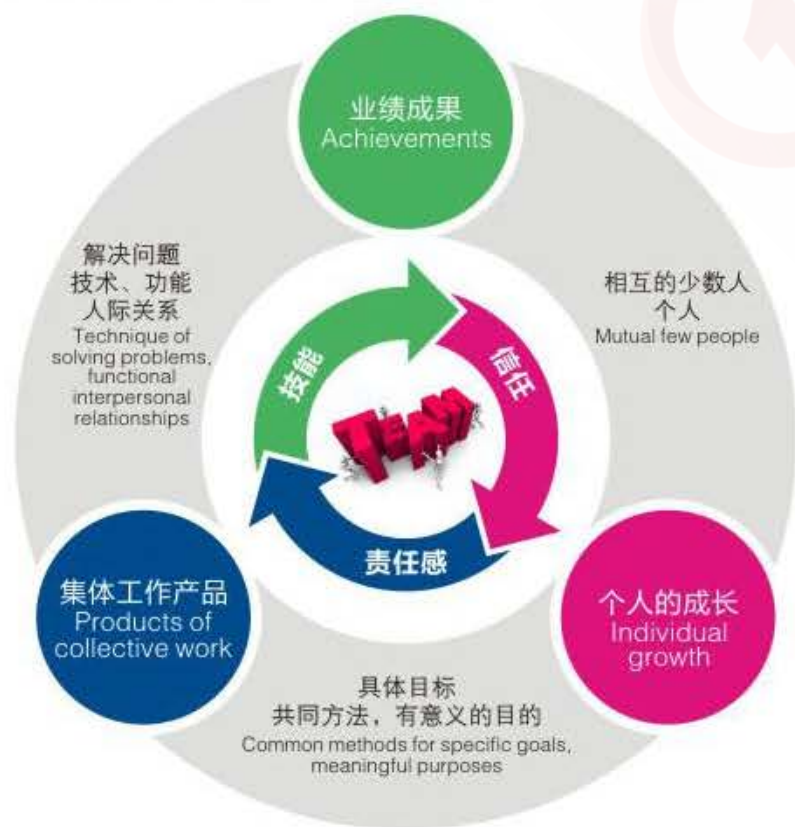 业绩成果
Achievements
解决问题
技术、功能
人际关系
Technique of
solving problems,
functional
interpersonal
relationships
相互的少数人
个人
Mutual few people
技能
信任
TEAM
责任感
集体工作产品
Products of
collective work
个人的成长
Individual
growth
具体目标
共同方法，有意义的目的
Common methods for specific goals,
meaningful purposes